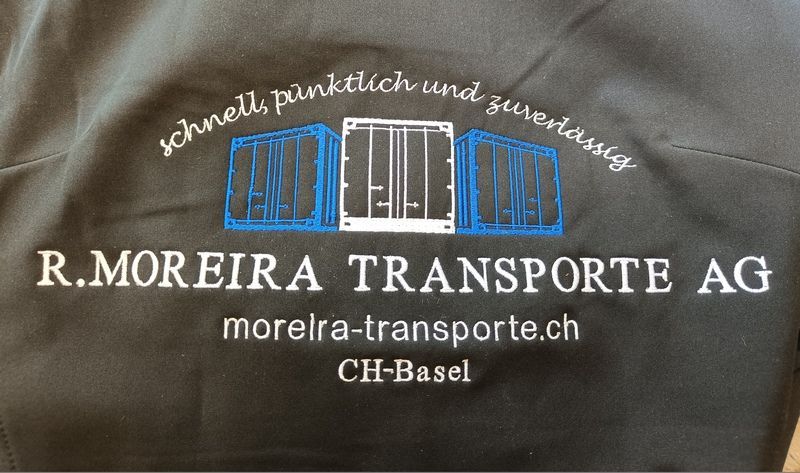 schnell, pünktlich und zuverlässig
R.MOREIRA TRANSPORTE AG
moreira-transporte.ch
CH-Basel